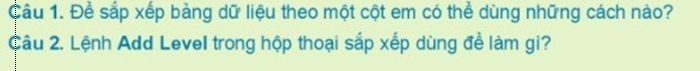 Câu 1. Để sắp xếp bảng dữ liệu theo một cột em có thể dùng những cách nào?
Câu 2. Lệnh Add Level trong hộp thoại sắp xếp dùng để làm gì?